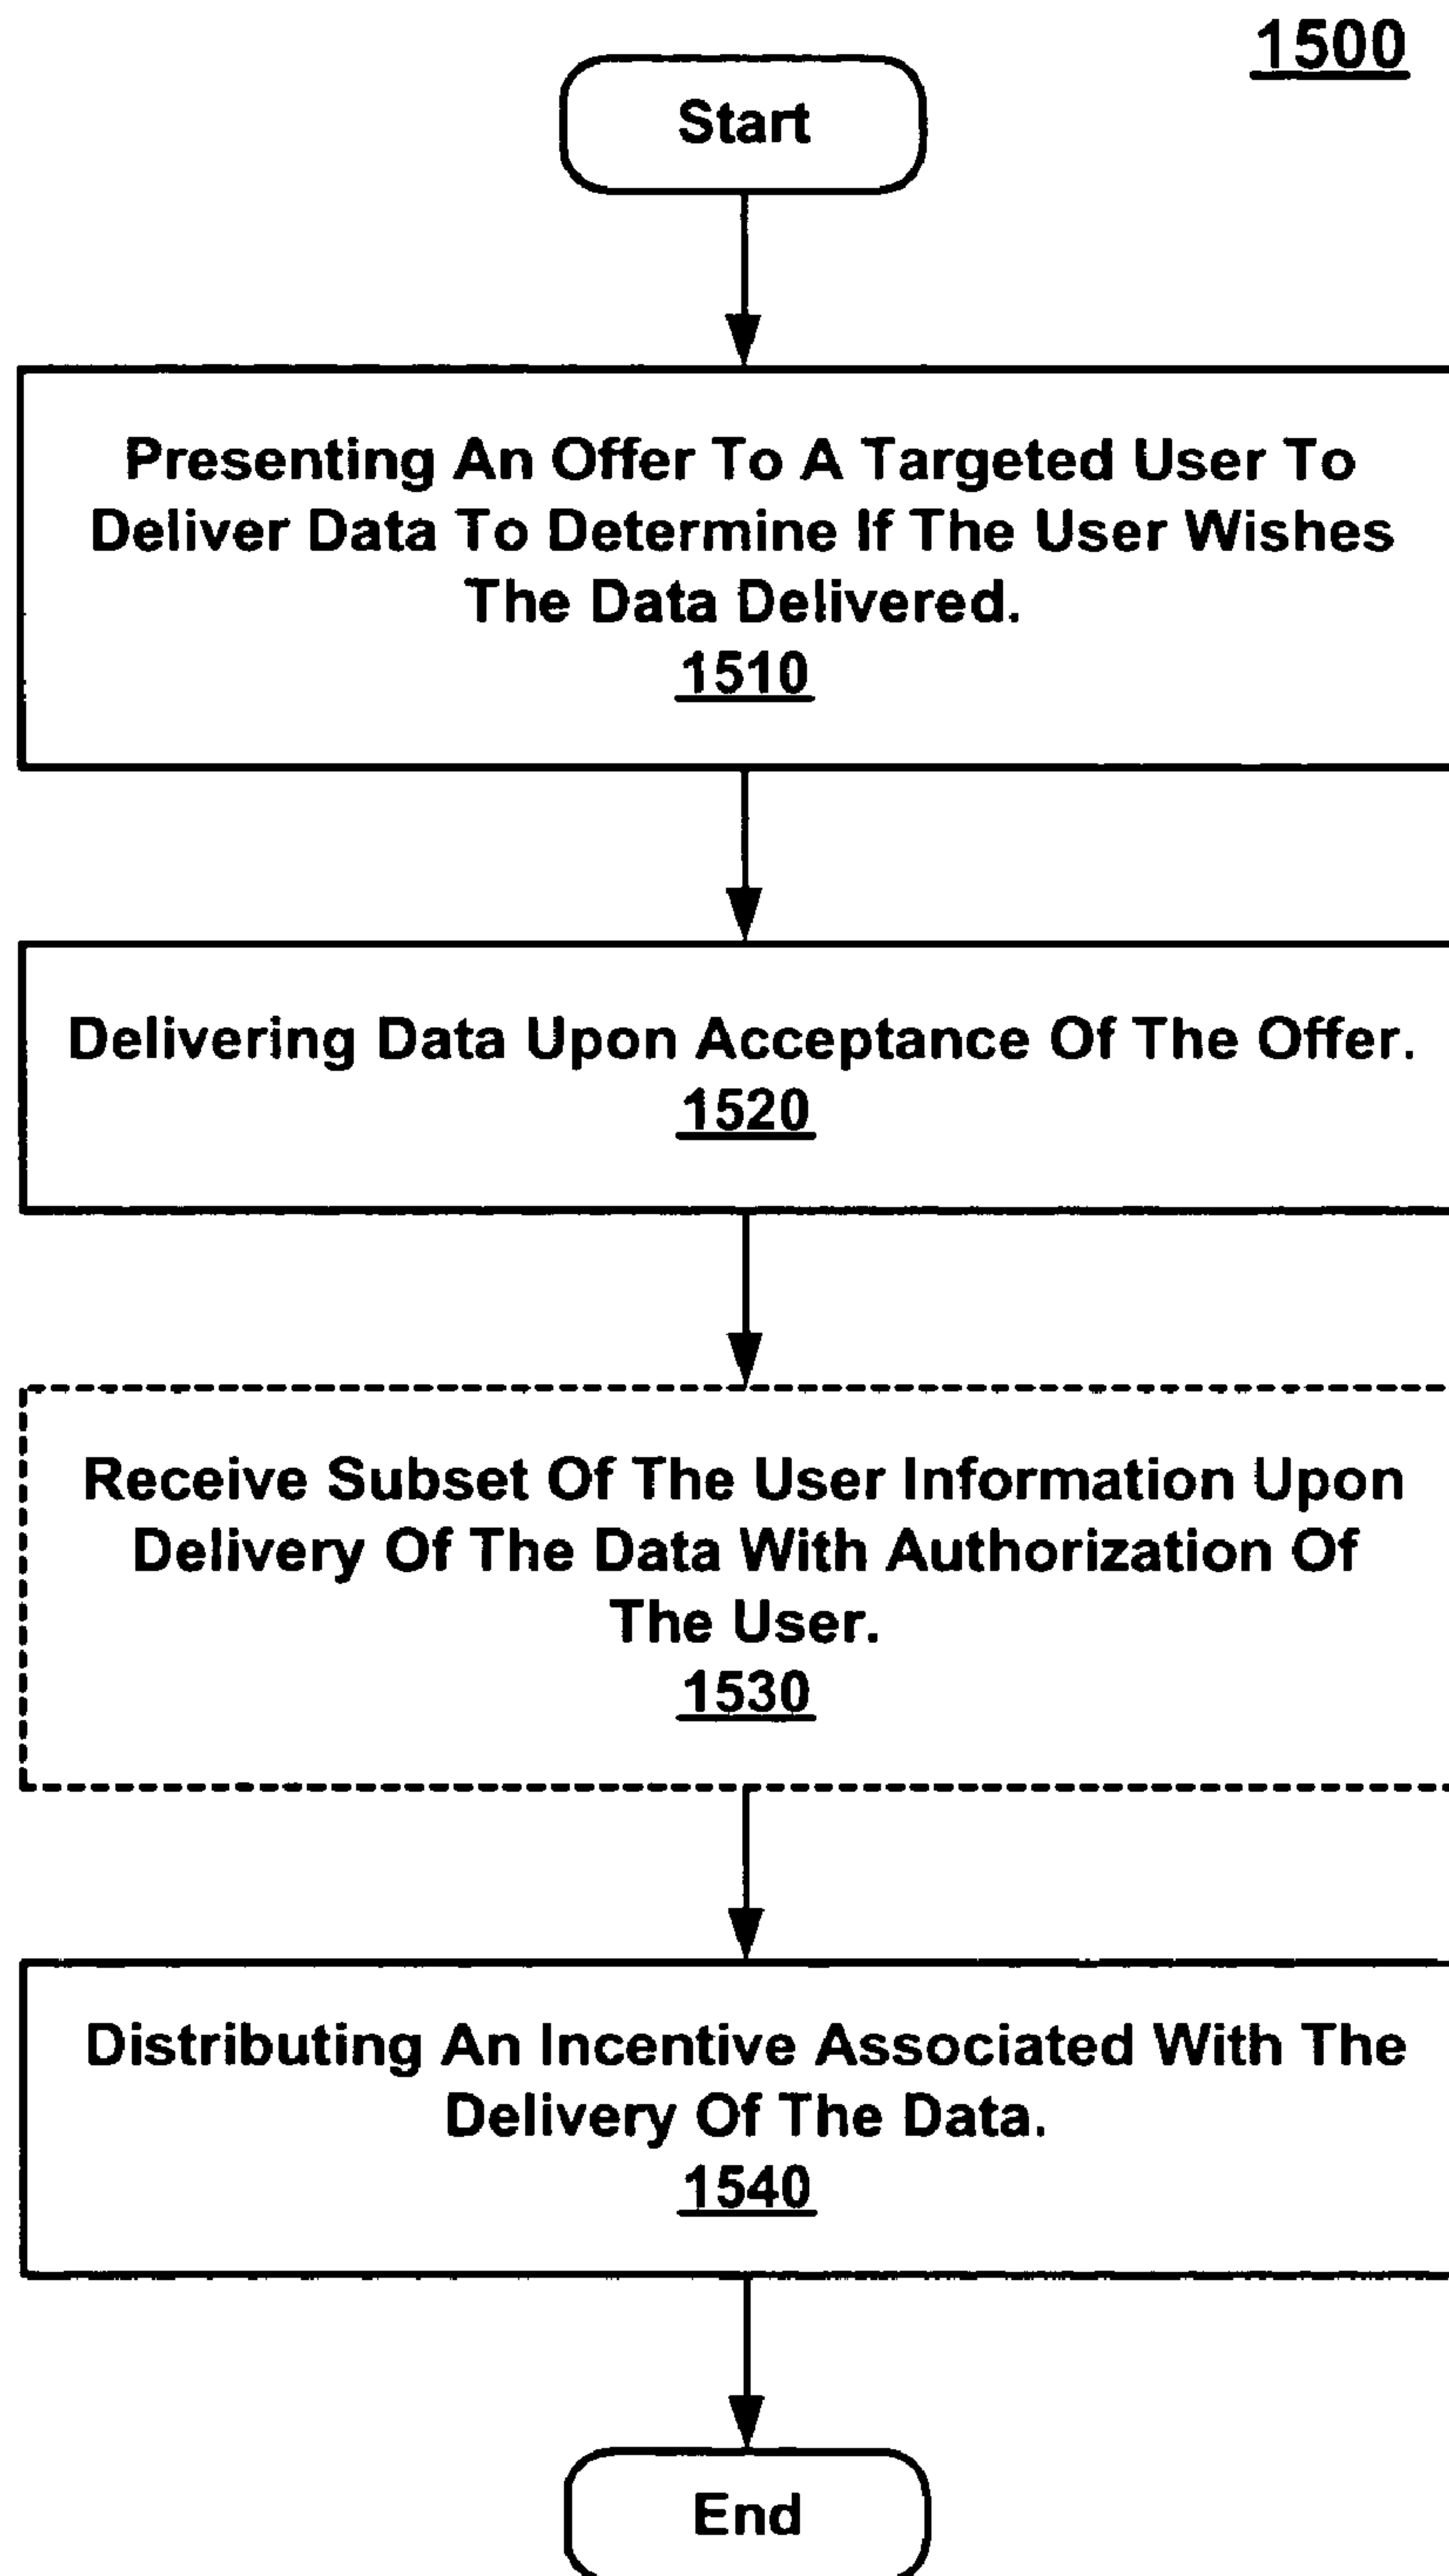 1500
Start
Presenting An Offer To A Targeted User To
Deliver Data To Determine If The User Wishes
The Data Delivered.
1510
Delivering Data Upon Acceptance Of The Offer.
1520
Receive Subset Of The User Information Upon
Delivery Of The Data With Authorization Of
The User.
1530
Distributing An Incentive Associated With The
Delivery Of The Data.
1540
End